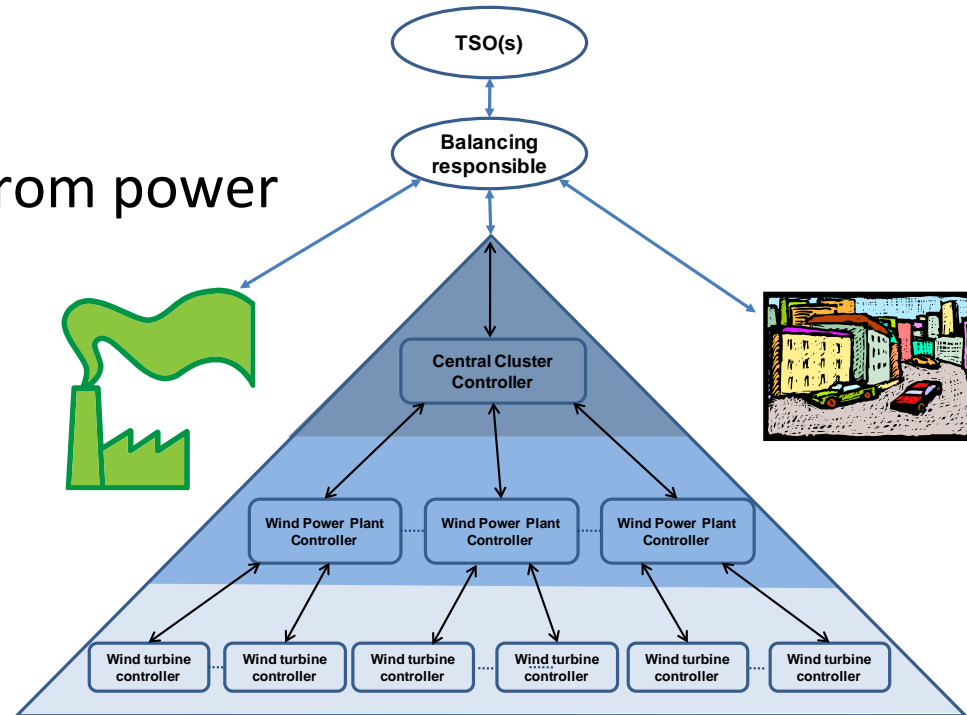 TSO(s)
Balancing
responsible
rom power
Central Cluster
Controller
Wind Power Plant
Controller
Wind Power Plant
Controller
Wind Power Plant
Controller
Wind turbine
controller
Wind turbine
controller
Wind turbine
controller
Wind turbine
controller
Wind turbine
controller
Wind turbine
controller